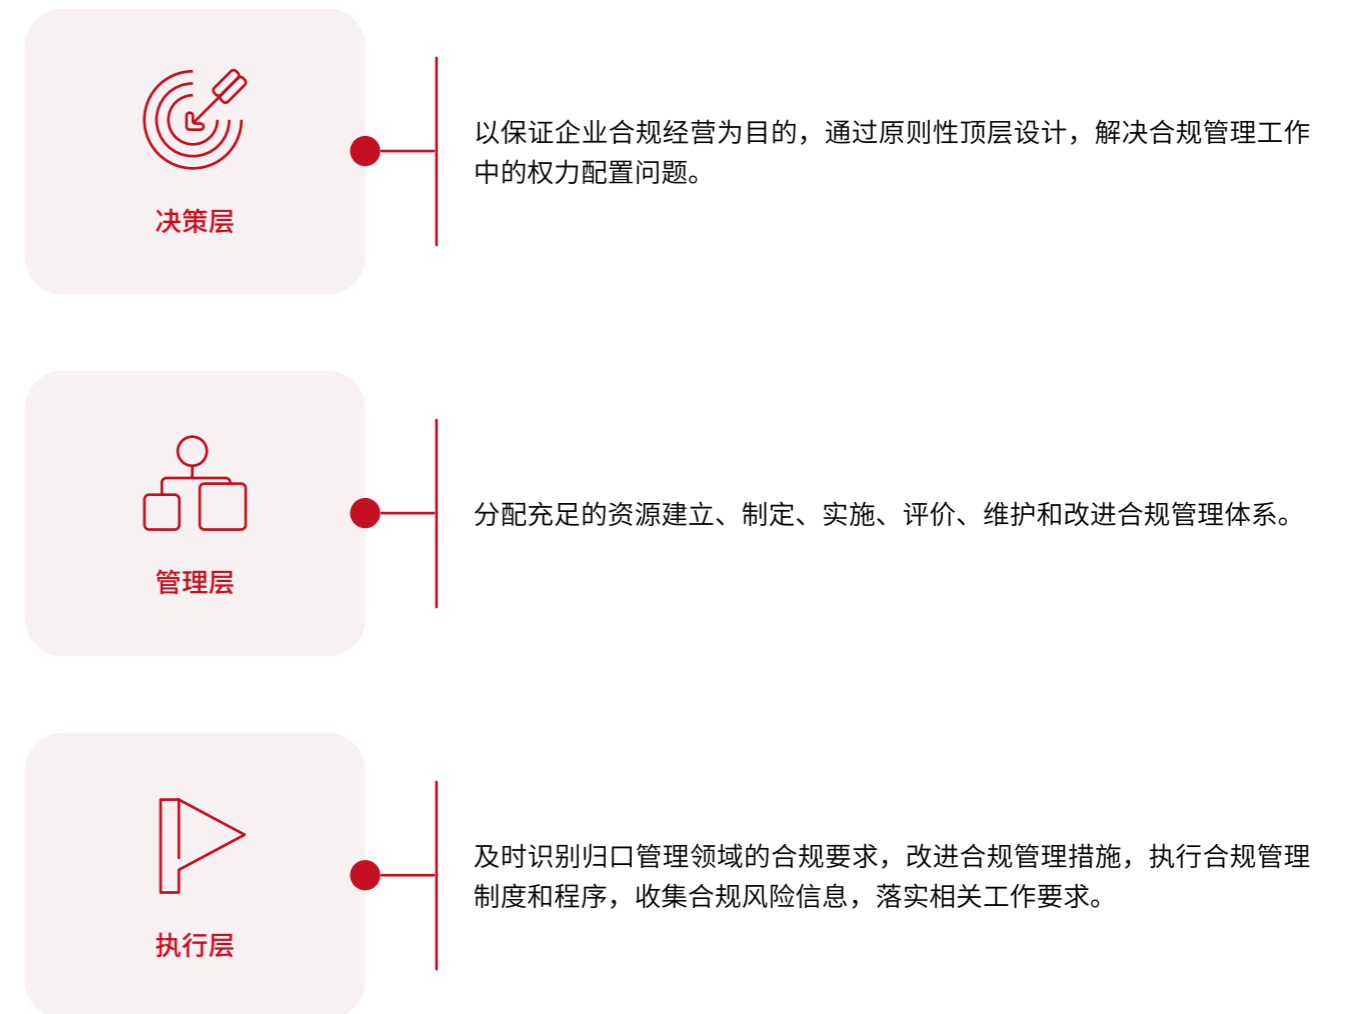 决策层
以保证企业合规经营为目的，通过原则性顶层设计，解决合规管理工作
中的权力配置问题。
管理层
分配充足的资源建立、制定、实施、评价、维护和改进合规管理体系。
执行层
及时识别归口管理领域的合规要求，改进合规管理措施，执行合规管理
制度和程序，收集合规风险信息，落实相关工作要求。